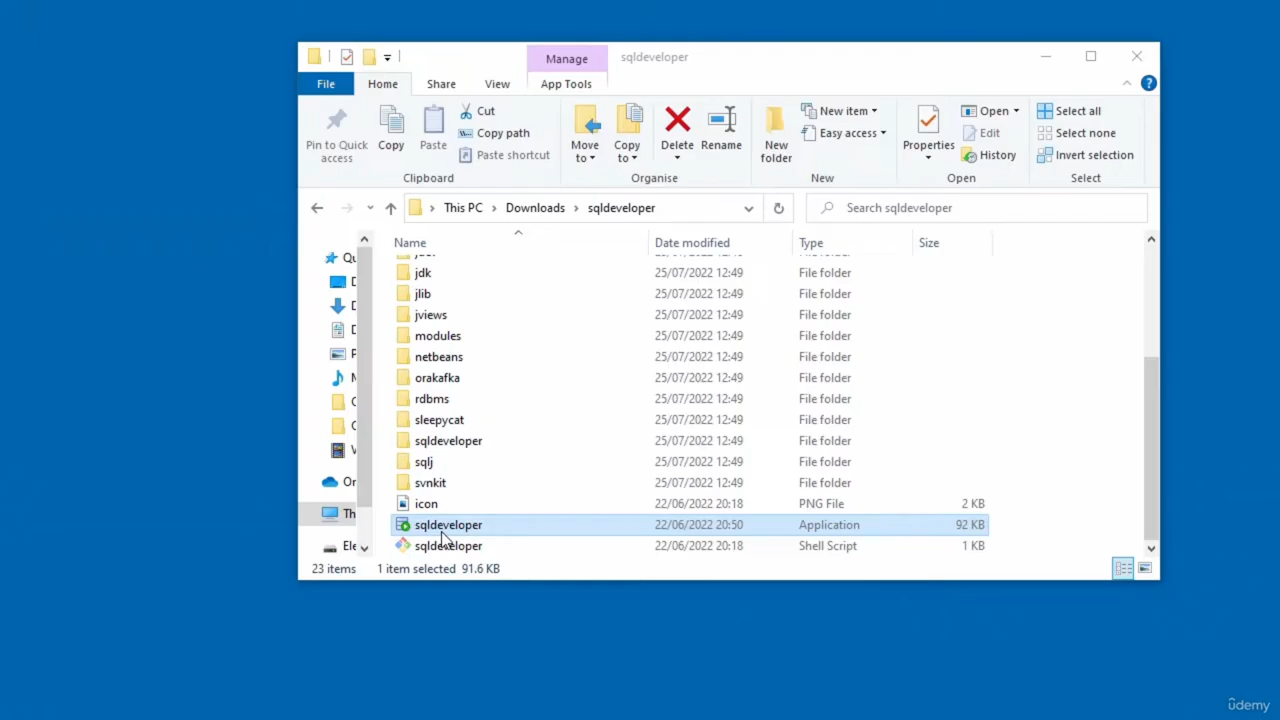 Manage
sqldeveloper
File
Home
Share
View
App Tools
Pin to Quick access
Copy
Paste
Cut
Copy path
Paste shortcut
Clipboard
Move to
Copy to
Delete
Rename
Organise
New folder
New item
Easy access
New
Properties
Open
Edit
History
Open
Select all
Select none
Invert selection
Select
This PC > Downloads > sqldeveloper
Search sqldeveloper
Name Date modified Type Size
jdk 25/07/2022 12:49 File folder
jlib 25/07/2022 12:49 File folder
jviews 25/07/2022 12:49 File folder
modules 25/07/2022 12:49 File folder
netbeans 25/07/2022 12:49 File folder
orakafka 25/07/2022 12:49 File folder
rdbms 25/07/2022 12:49 File folder
sleepycat 25/07/2022 12:49 File folder
sqldeveloper 25/07/2022 12:49 File folder
sqlj 25/07/2022 12:49 File folder
svnkit 25/07/2022 12:49 File folder
icon 22/06/2022 20:18 PNG File 2 KB
sqldeveloper 22/06/2022 20:50 Application 92 KB
sqldeveloper 22/06/2022 20:18 Shell Script 1 KB
23 items 1 item selected 91.6 KB
udemy